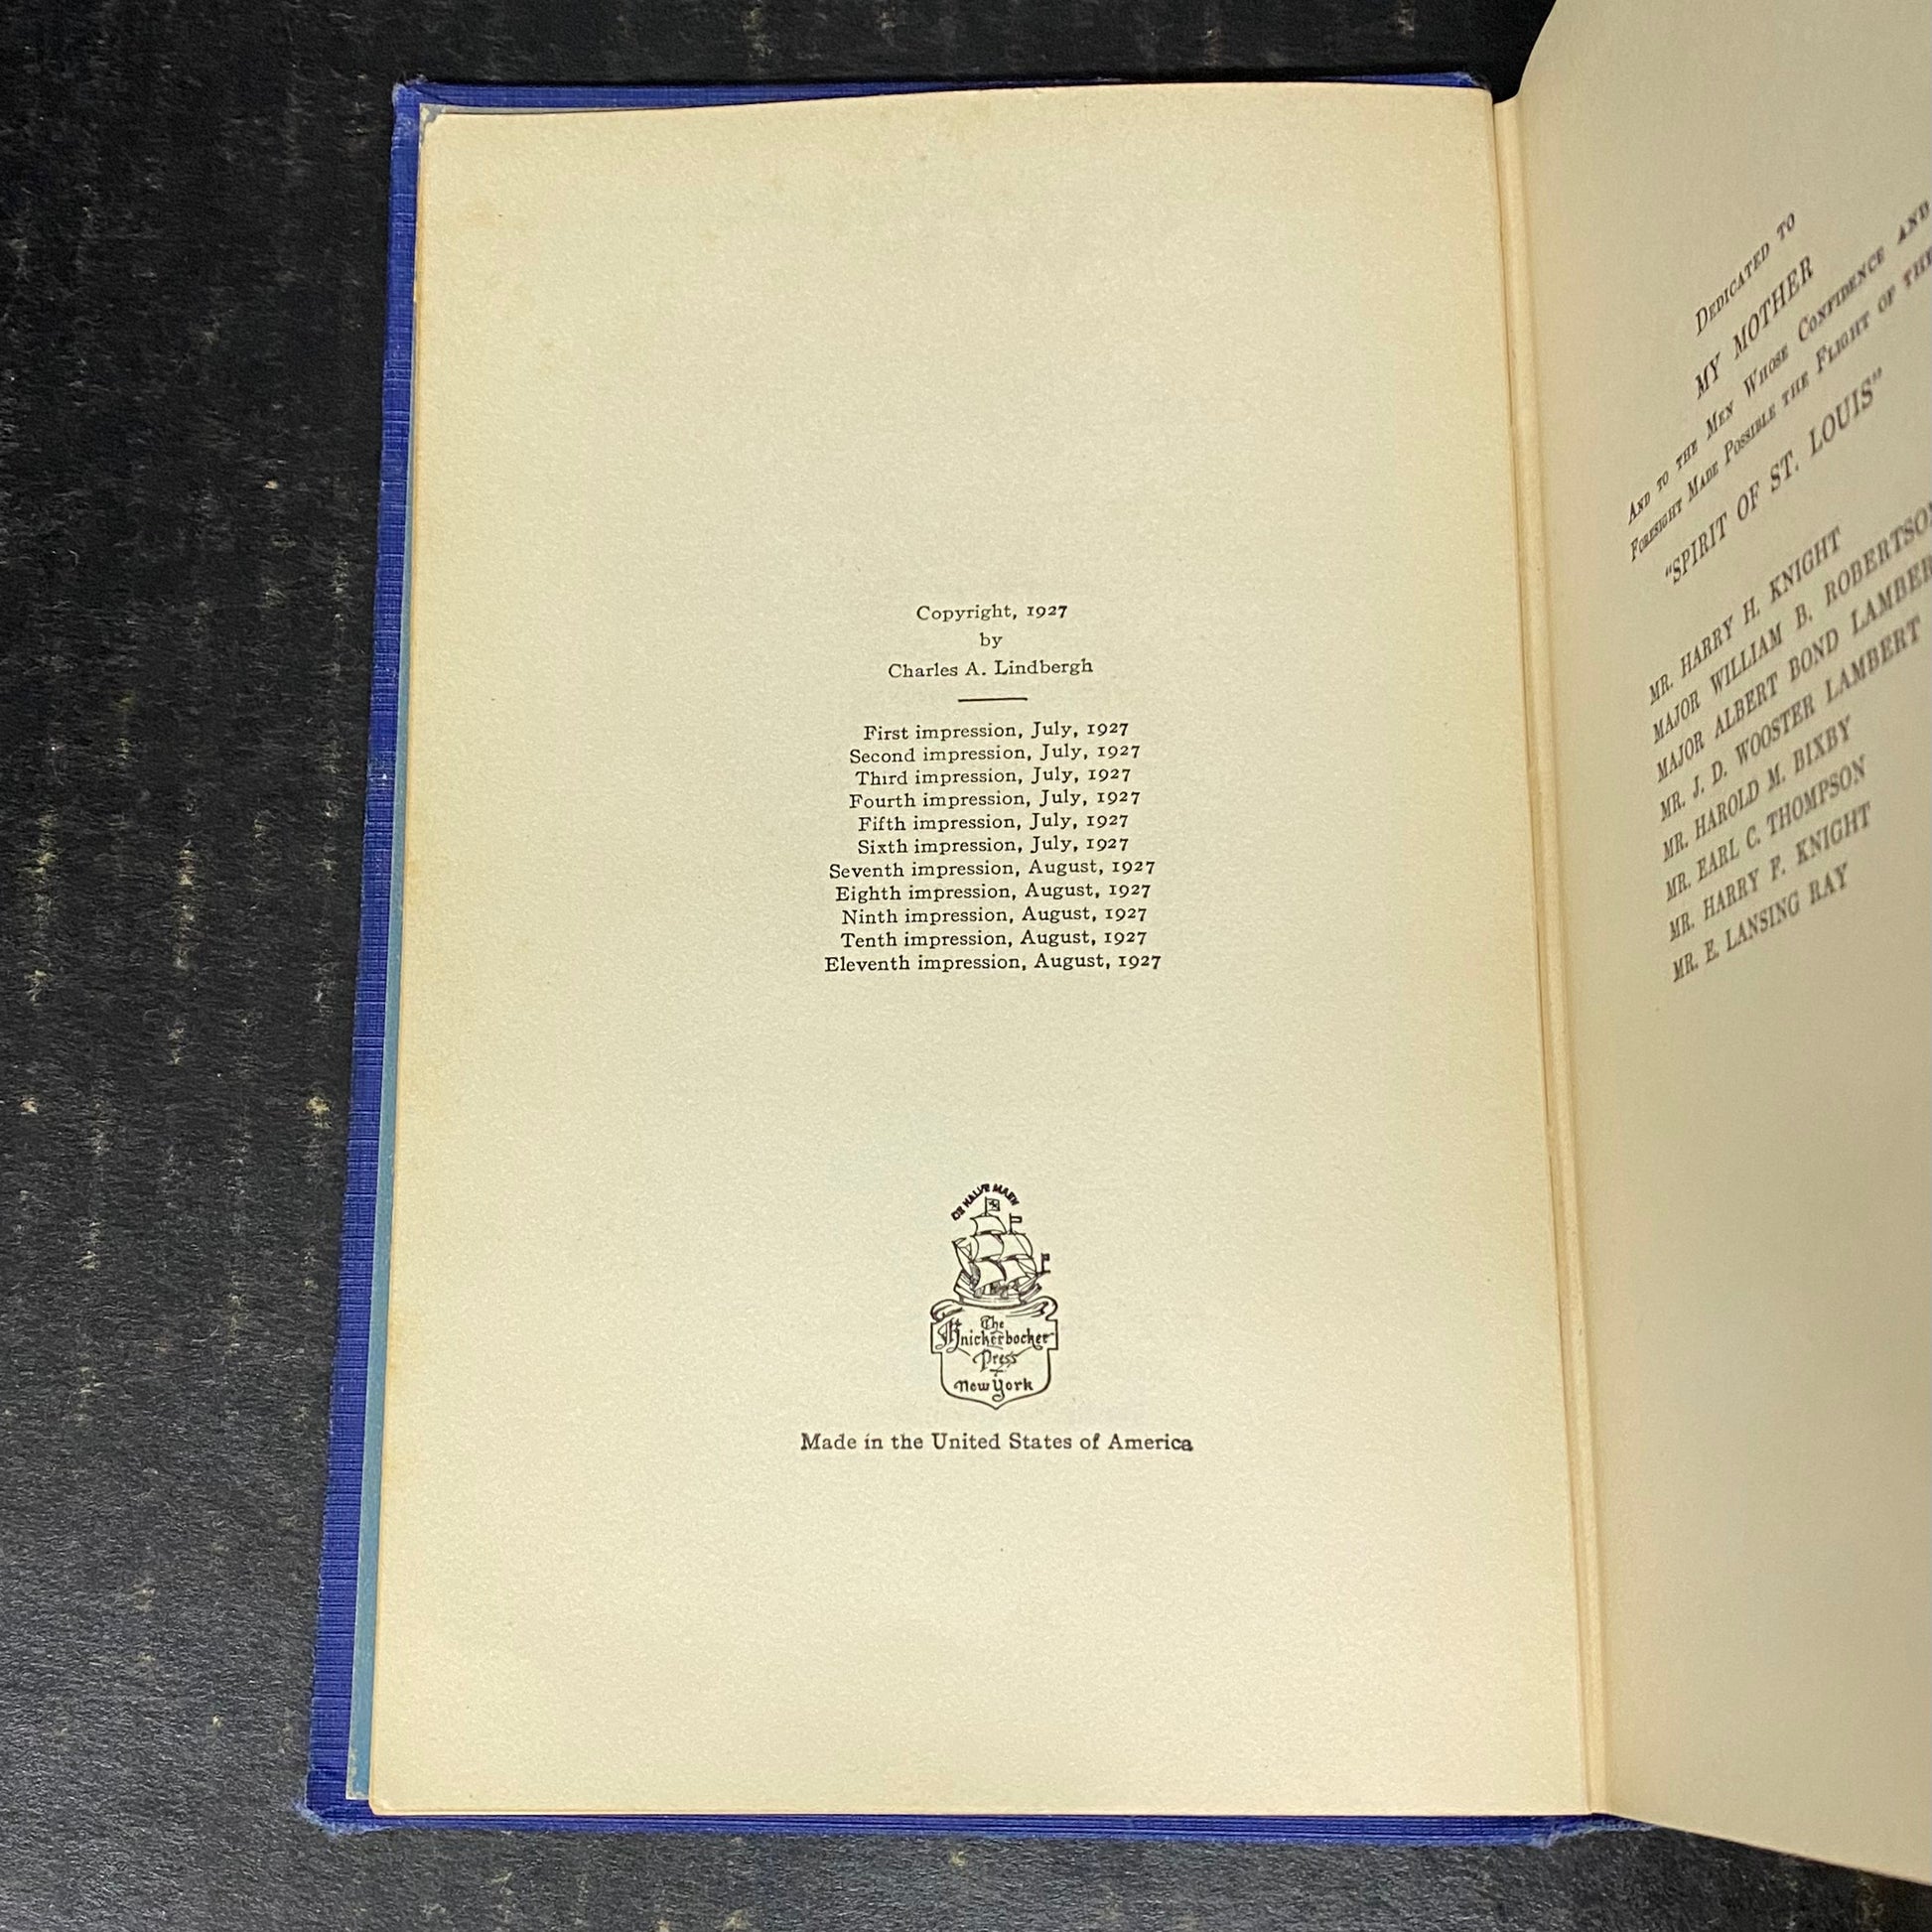 Copyright, 1927
by
Charles A. Lindbergh
First impression, July, 1927
Second impression, July, 1927
Third impression, July, 1927
Fourth impression, July, 1927
Fifth impression, July, 1927
Sixth impression, July, 1927
Seventh impression, August, 1927
Eighth impression, August, 1927
Ninth impression, August, 1927
Tenth impression, August, 1927
Eleventh impression, August, 1927
DE HALVE MAEN
The
Knickerbocker
Press
New York
Made in the United States of America
DEDICATED TO
MY MOTHER
AND TO THE MEN WHOSE CONFIDENCE AND
FORESIGHT MADE POSSIBLE THE FLIGHT OF THE
"SPIRIT OF ST. LOUIS"
MR. HARRY H. KNIGHT
MAJOR WILLIAM B. ROBERTSON
MAJOR ALBERT BOND LAMBERT
MR. J. D. WOOSTER LAMBERT
MR. HAROLD M. BIXBY
MR. EARL C. THOMPSON
MR. HARRY F. KNIGHT
MR. E. LANSING RAY